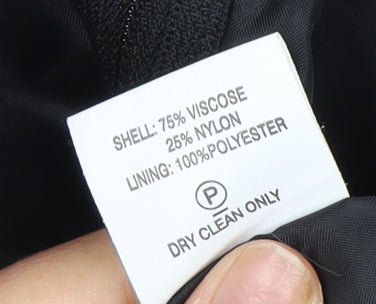 SHELL: 75% VISCOSE
25% NYLON
LINING: 100%POLYESTER
P
DRY CLEAN ONLY